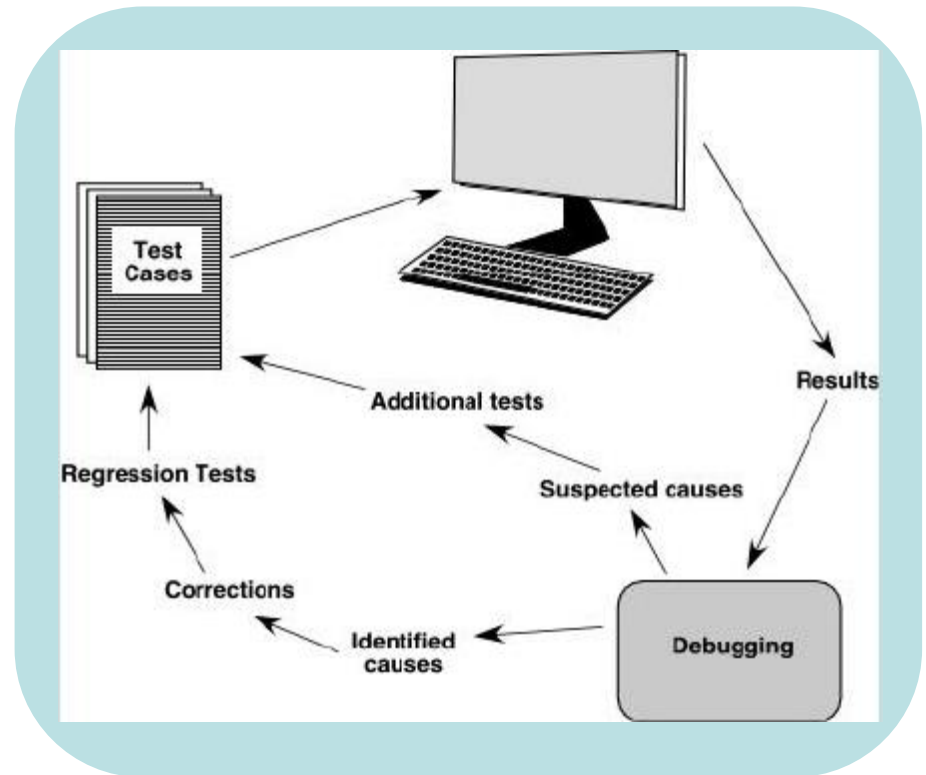 Test
Cases
Results
Additional tests
Regression Tests
Suspected causes
Corrections
Identified
causes
Debugging